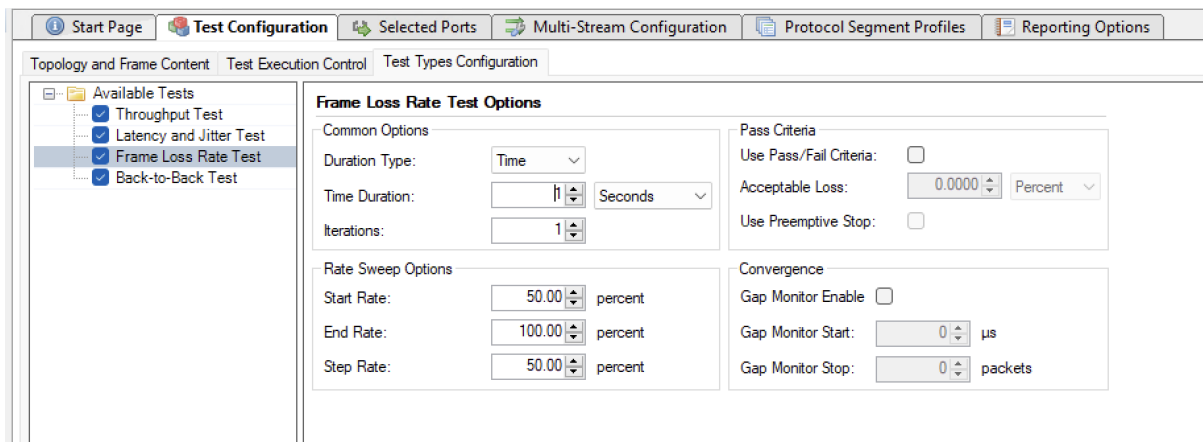 Start Page Test Configuration Selected Ports Multi-Stream Configuration Protocol Segment Profiles Reporting Options
Topology and Frame Content Test Execution Control Test Types Configuration
Available Tests
Throughput Test
Latency and Jitter Test
Frame Loss Rate Test
Back-to-Back Test
Frame Loss Rate Test Options
Common Options
Duration Type: Time
Time Duration: 1 Seconds
Iterations: 1
Pass Criteria
Use Pass/Fail Criteria:
Acceptable Loss: 0.0000 Percent
Use Preemptive Stop:
Rate Sweep Options
Start Rate: 50.00 percent
End Rate: 100.00 percent
Step Rate: 50.00 percent
Convergence
Gap Monitor Enable
Gap Monitor Start: 0 µs
Gap Monitor Stop: 0 packets